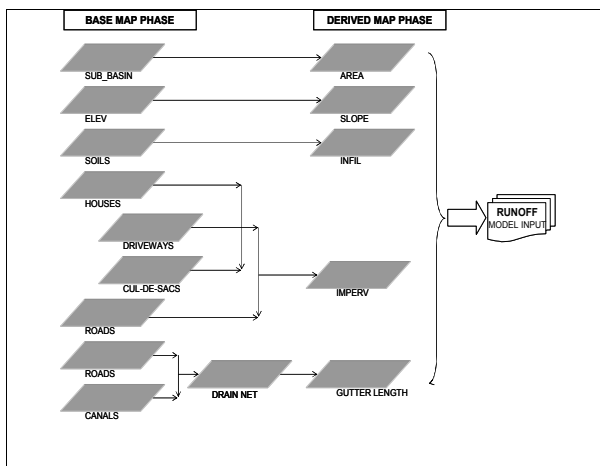 BASE MAP PHASE
DERIVED MAP PHASE
SUB_BASIN
AREA
ELEV
SLOPE
SOILS
INFIL
HOUSES
RUNOFF
MODEL INPUT
DRIVEWAYS
CUL-DE-SACS
IMPERV
ROADS
ROADS
DRAIN NET
GUTTER LENGTH
CANALS